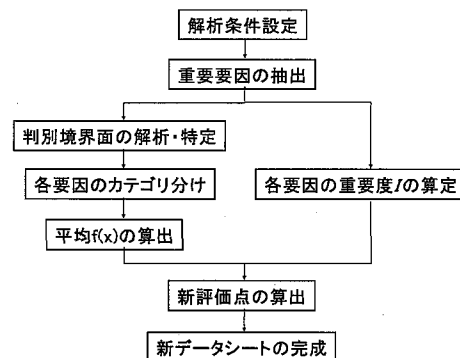 解析条件設定
重要要因の抽出
判別境界面の解析・特定
各要因のカテゴリ分け
各要因の重要度Iの算定
平均f(x)の算出
新評価点の算出
新データシートの完成